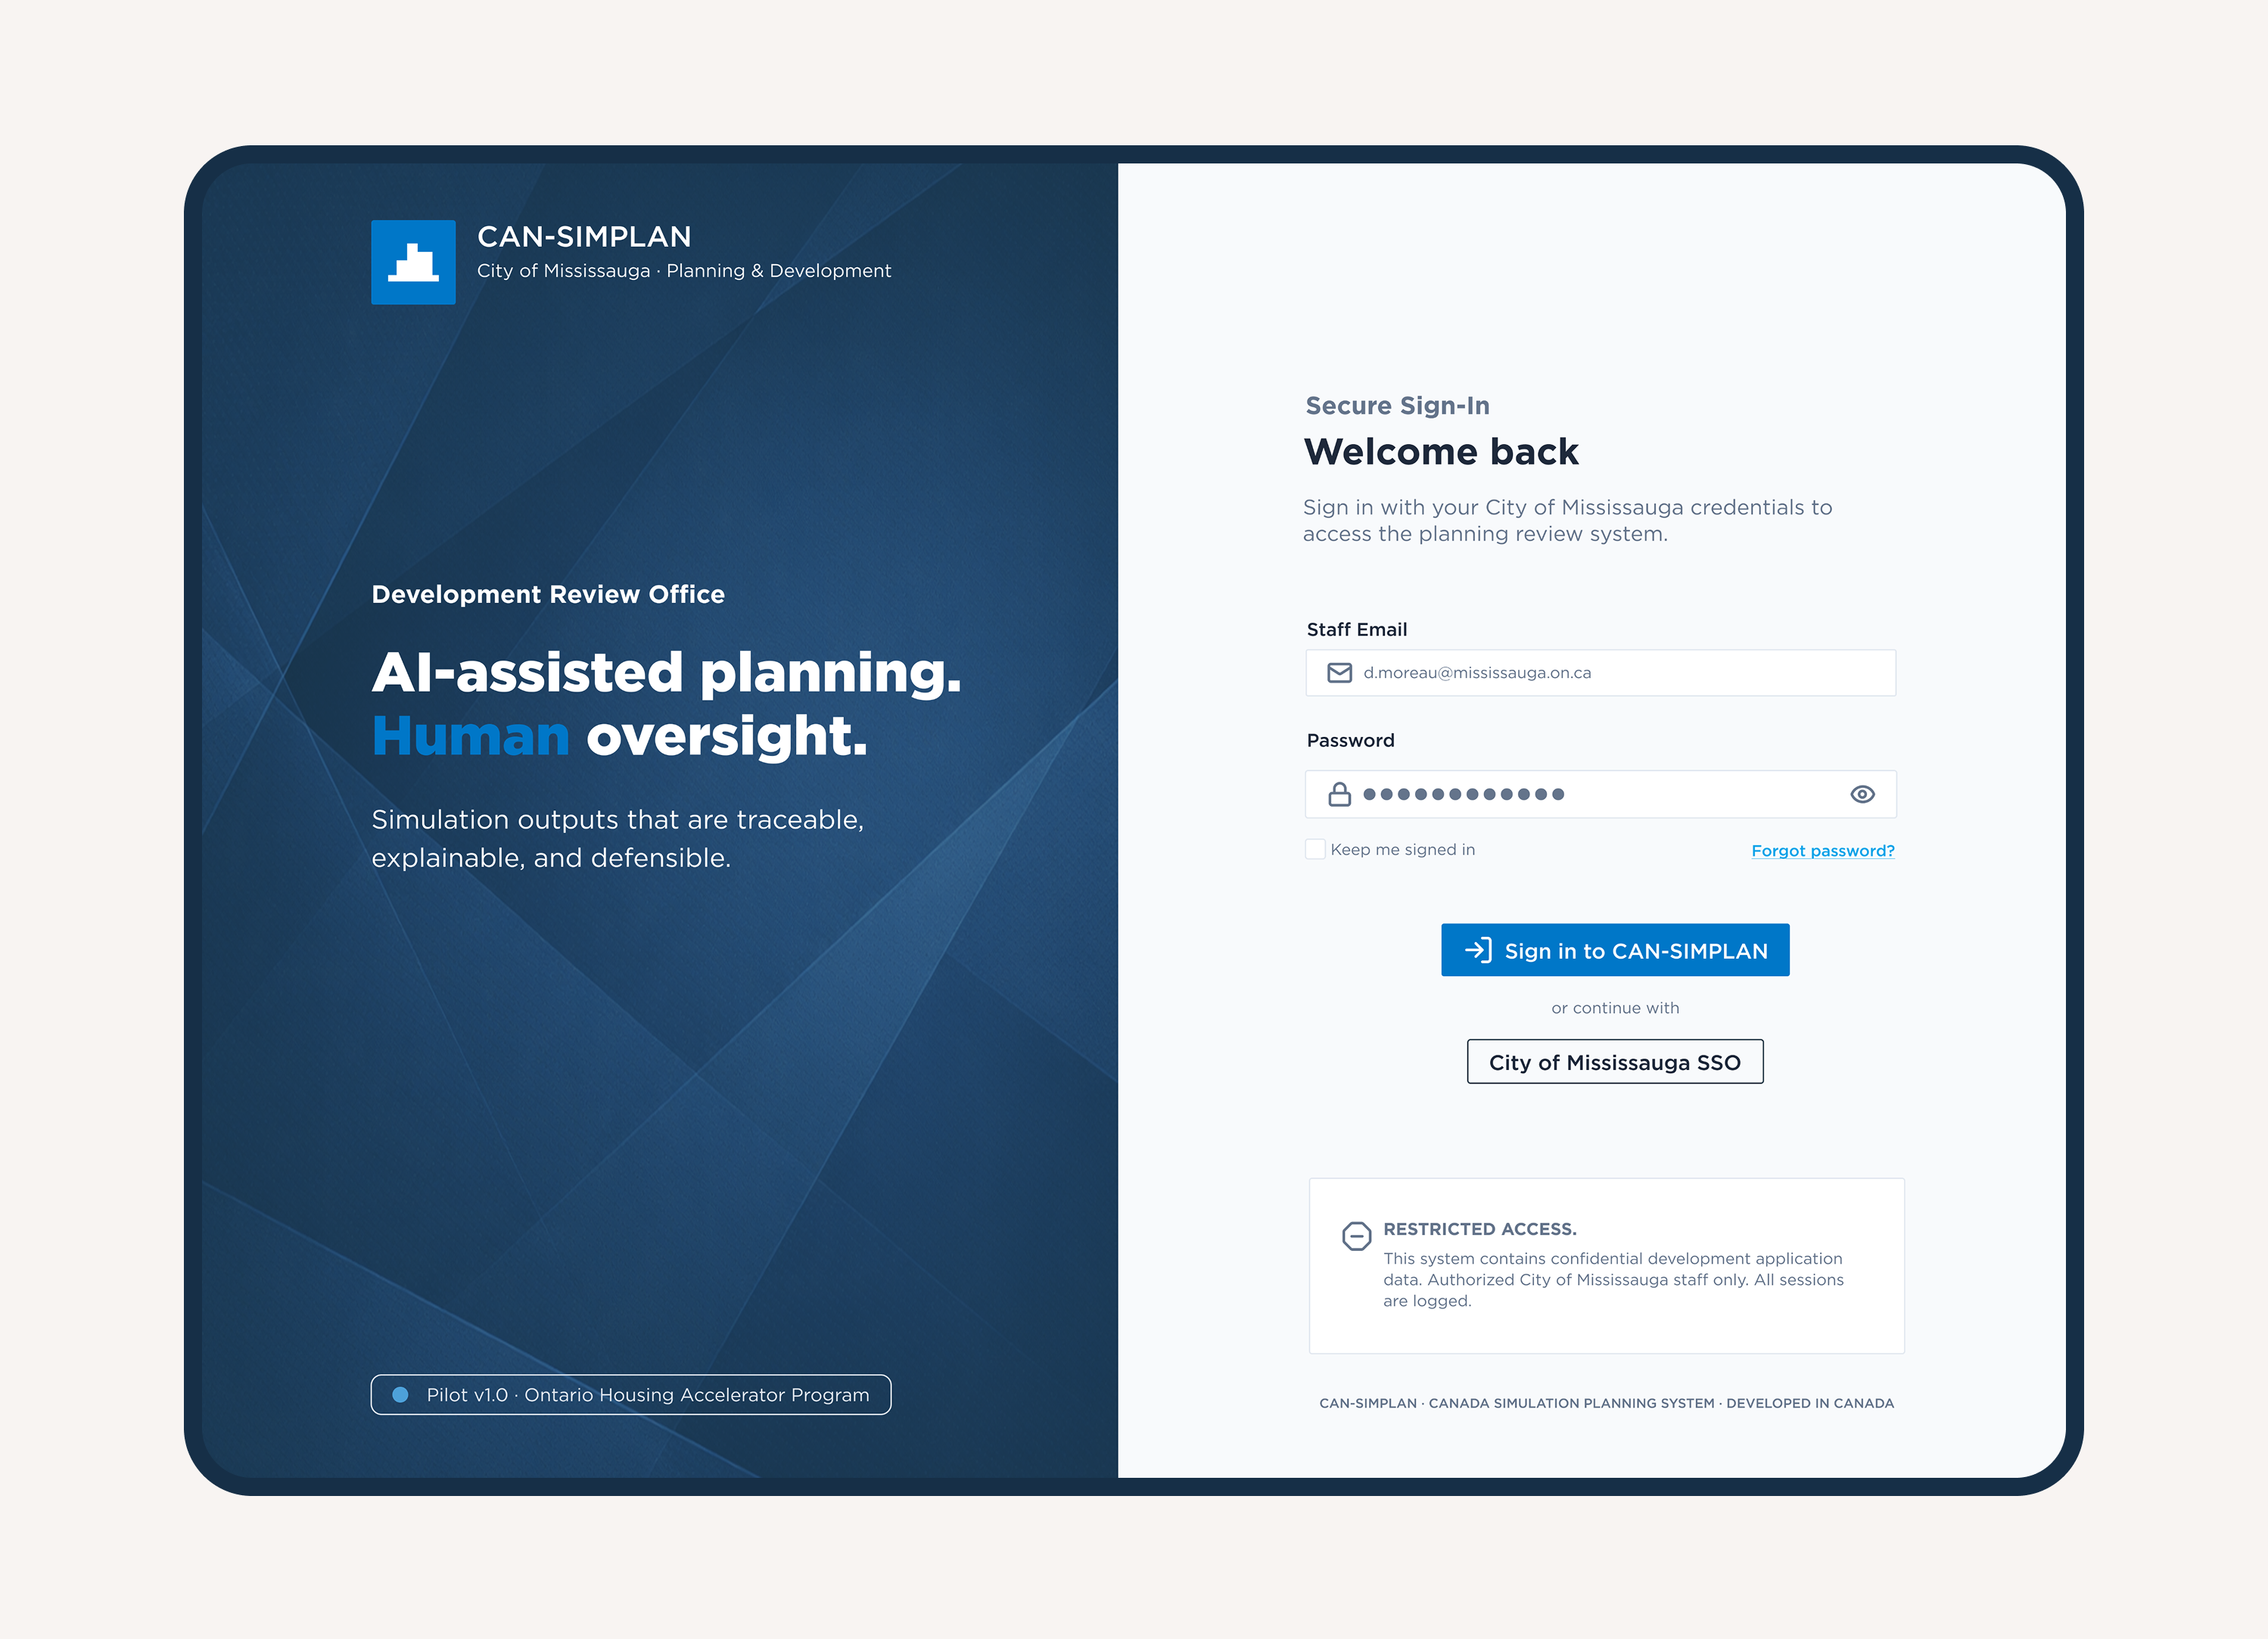 CAN-SIMPLAN
City of Mississauga · Planning & Development
Development Review Office
AI-assisted planning.
Human oversight.
Simulation outputs that are traceable,
explainable, and defensible.
Pilot v1.0 · Ontario Housing Accelerator Program
Secure Sign-In
Welcome back
Sign in with your City of Mississauga credentials to
access the planning review system.
Staff Email
d.moreau@mississauga.on.ca
Password
Keep me signed in
Forgot password?
Sign in to CAN-SIMPLAN
or continue with
City of Mississauga SSO
RESTRICTED ACCESS.
This system contains confidential development application
data. Authorized City of Mississauga staff only. All sessions
are logged.
CAN-SIMPLAN · CANADA SIMULATION PLANNING SYSTEM · DEVELOPED IN CANADA